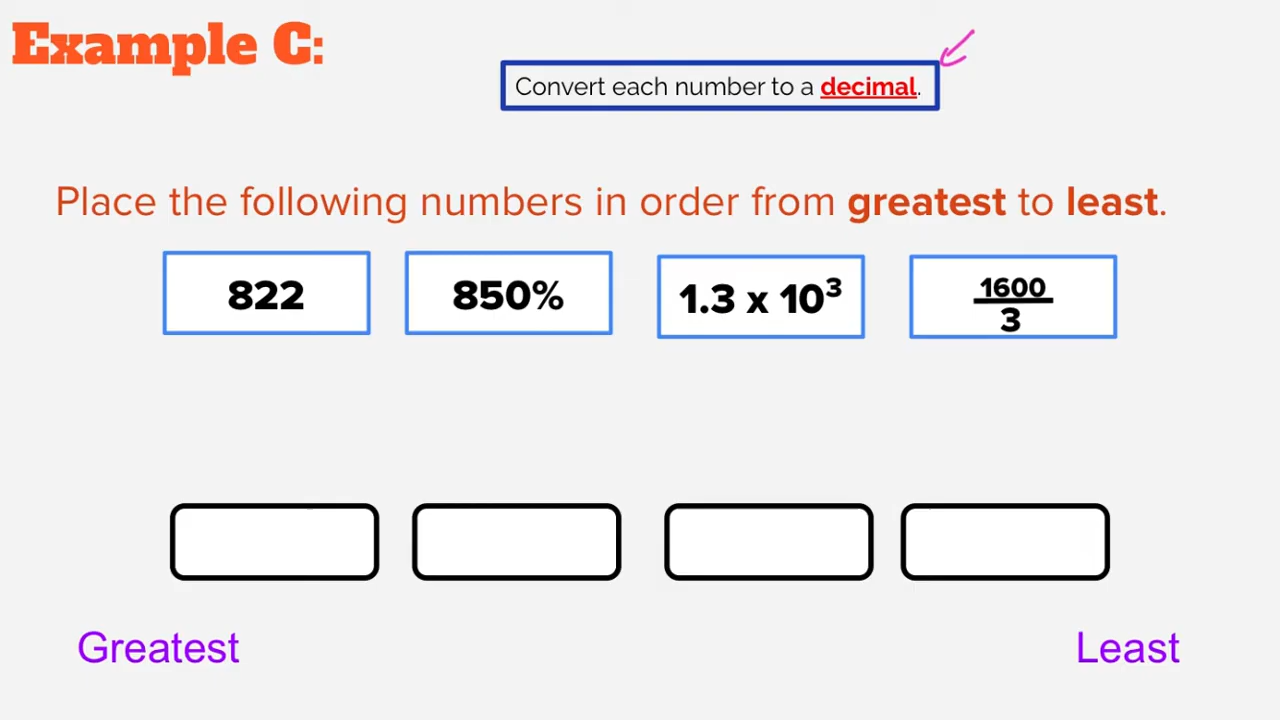 Example C:
Convert each number to a decimal.
Place the following numbers in order from greatest to least.
822 850% 1.3 x 10³ 1600/3
Greatest Least